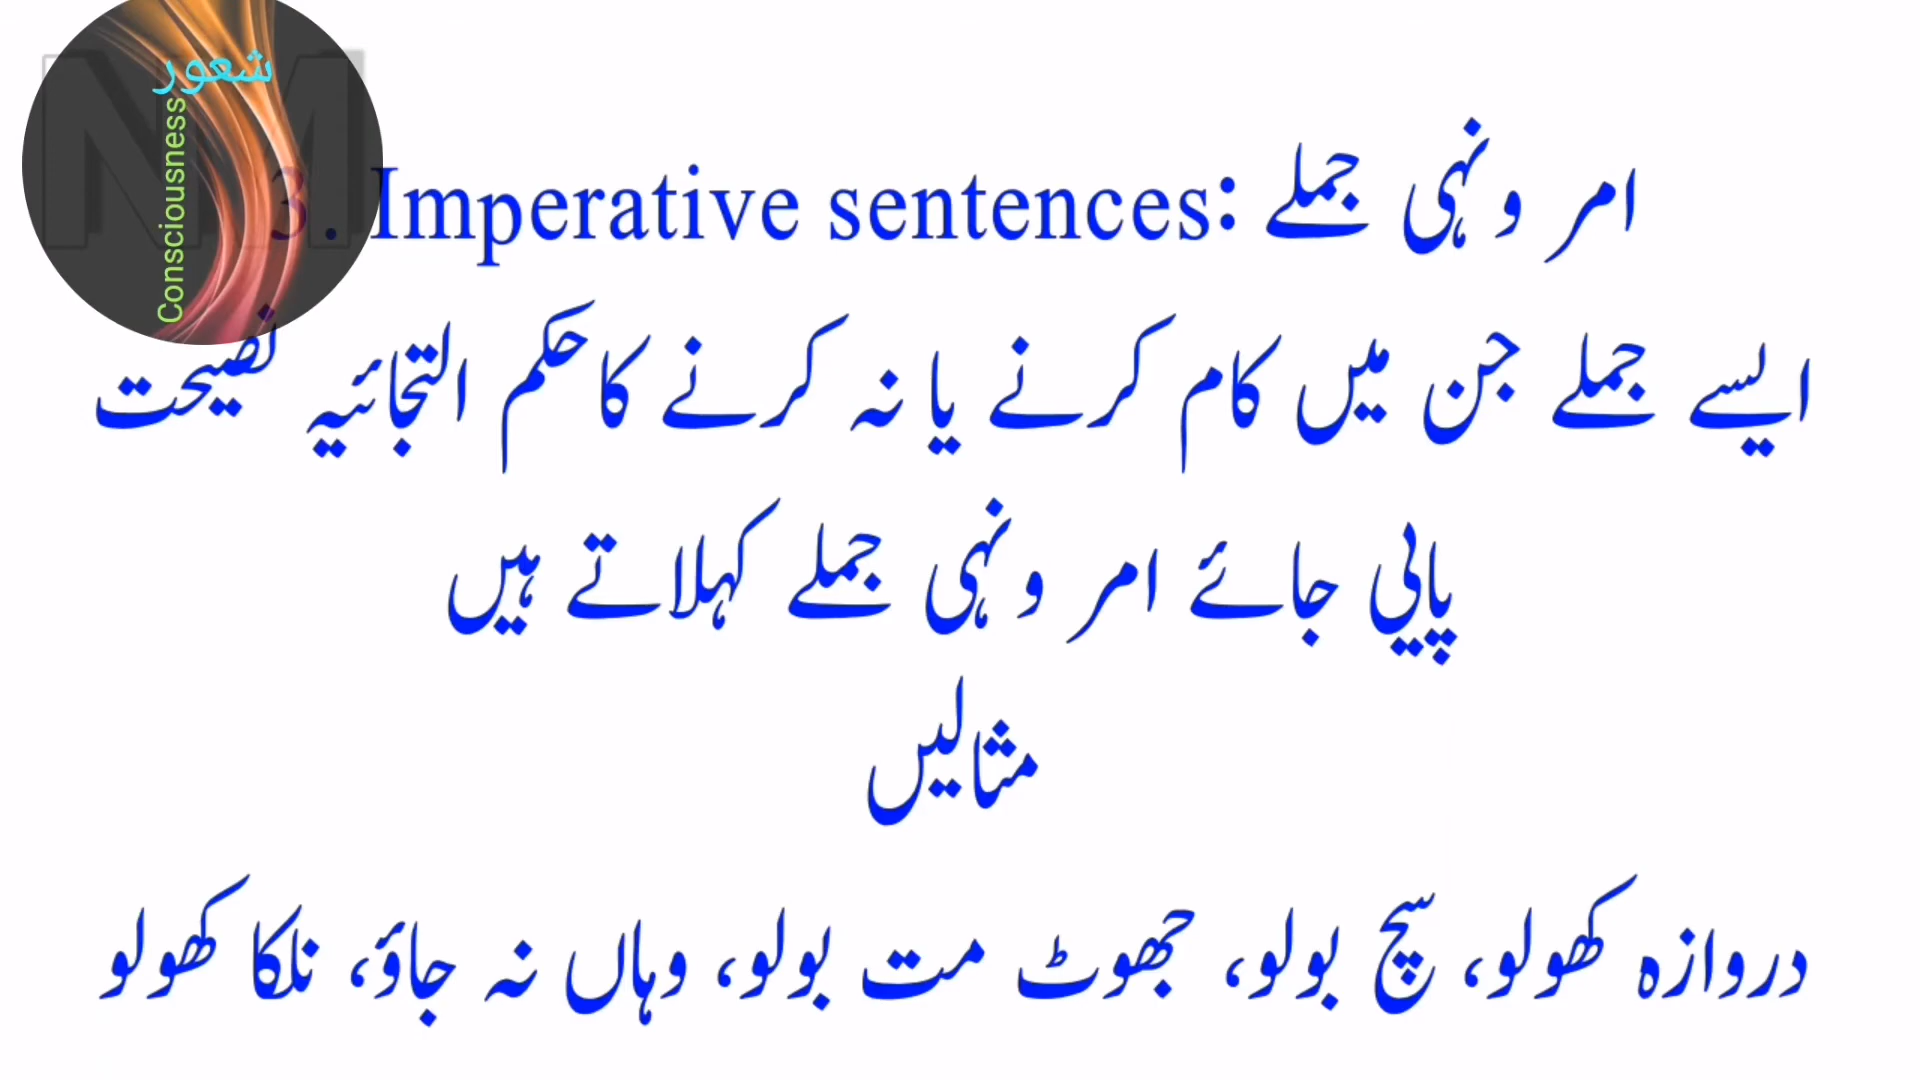 شعور
Consciousness
3. Imperative sentences: امر و نہی جملے
ایسے جملے جن میں کام کرنے یا نہ کرنے کا حکم التجائیہ نصیحت
پایی جائے امر و نہی جملے کہلاتے ہیں
مثالیں
دروازہ کھولو، سچ بولو، جھوٹ مت بولو، وہاں نہ جاؤ، نلکا کھولو